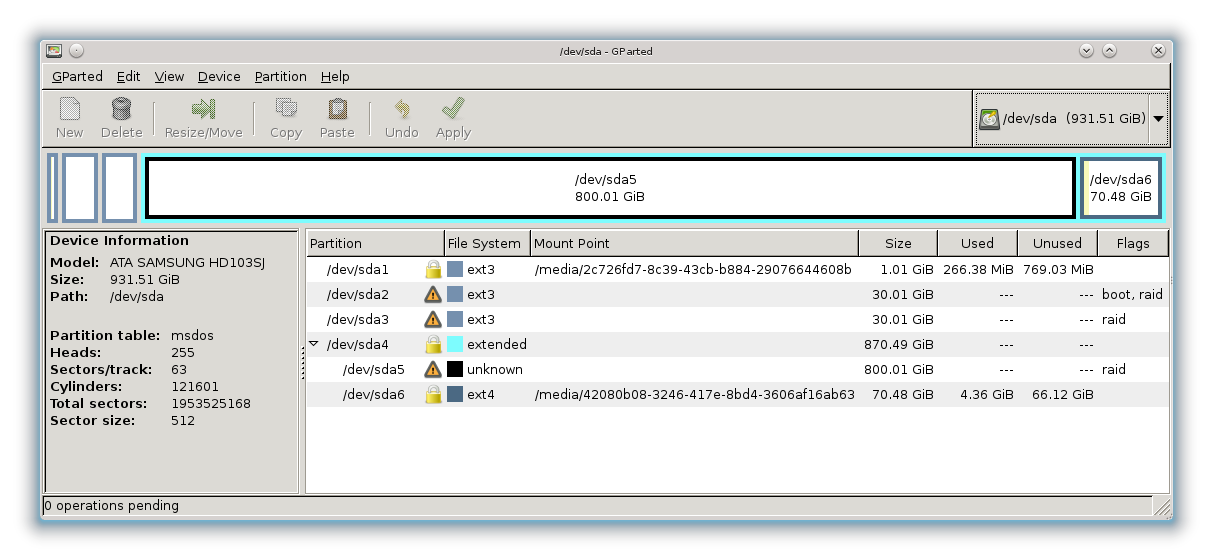 /dev/sda - GParted
GParted Edit View Device Partition Help
New Delete Resize/Move Copy Paste Undo Apply /dev/sda (931.51 GiB)
/dev/sda5
800.01 GiB
/dev/sda6
70.48 GiB
Device Information
Model: ATA SAMSUNG HD103SJ
Size: 931.51 GiB
Path: /dev/sda
Partition table: msdos
Heads: 255
Sectors/track: 63
Cylinders: 121601
Total sectors: 1953525168
Sector size: 512
Partition File System Mount Point Size Used Unused Flags
/dev/sda1 ext3 /media/2c726fd7-8c39-43cb-b884-29076644608b 1.01 GiB 266.38 MiB 769.03 MiB
/dev/sda2 ext3 30.01 GiB --- --- boot, raid
/dev/sda3 ext3 30.01 GiB --- --- raid
/dev/sda4 extended 870.49 GiB --- ---
/dev/sda5 unknown 800.01 GiB --- --- raid
/dev/sda6 ext4 /media/42080b08-3246-417e-8bd4-3606af16ab63 70.48 GiB 4.36 GiB 66.12 GiB
0 operations pending